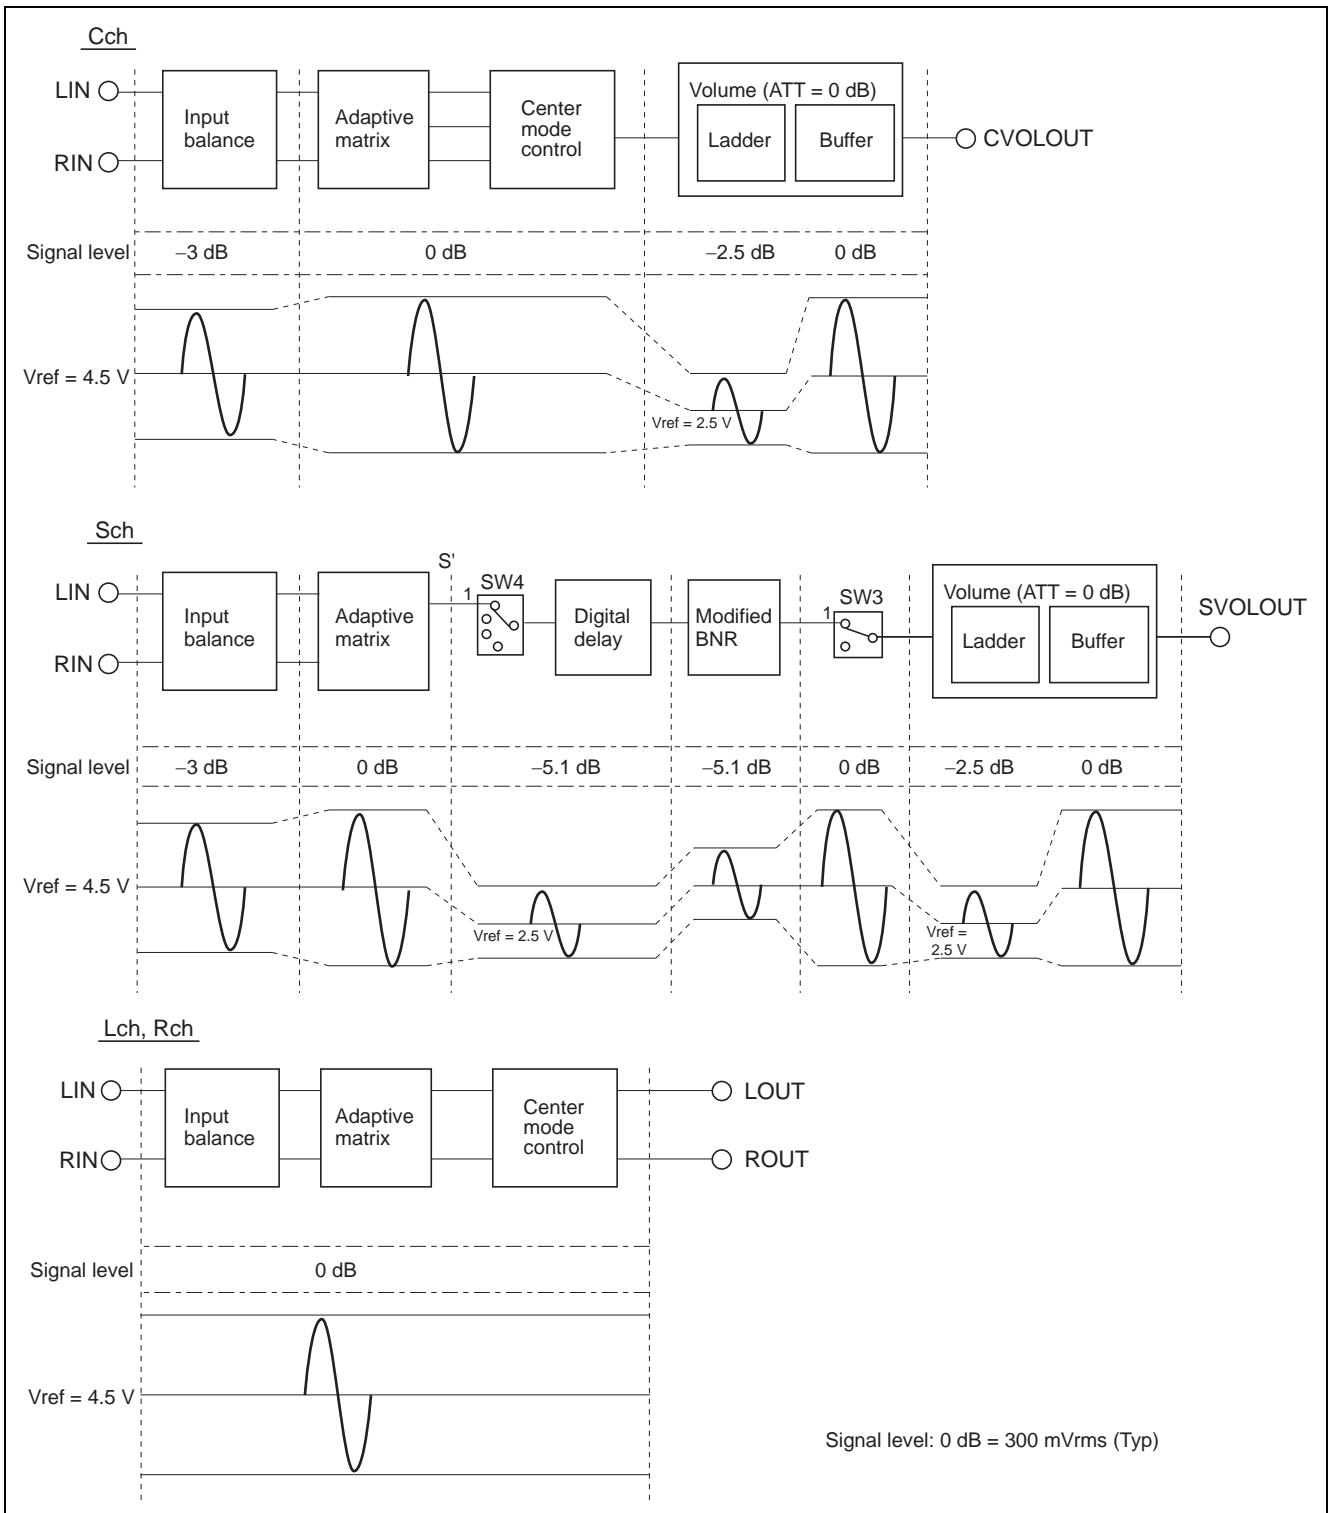 Cch
LIN
RIN
Input
balance
Adaptive
matrix
Center
mode
control
Volume (ATT = 0 dB)
Ladder
Buffer
CVOLOUT
Signal level
−3 dB
0 dB
−2.5 dB
0 dB
Vref = 4.5 V
Vref = 2.5 V
Sch
LIN
RIN
Input
balance
Adaptive
matrix
S'
1
SW4
Digital
delay
Modified
BNR
1
SW3
Volume (ATT = 0 dB)
Ladder
Buffer
SVOLOUT
Signal level
−3 dB
0 dB
−5.1 dB
−5.1 dB
0 dB
−2.5 dB
0 dB
Vref = 4.5 V
Vref = 2.5 V
Vref =
2.5 V
Lch, Rch
LIN
RIN
Input
balance
Adaptive
matrix
Center
mode
control
LOUT
ROUT
Signal level
0 dB
Vref = 4.5 V
Signal level: 0 dB = 300 mVrms (Typ)